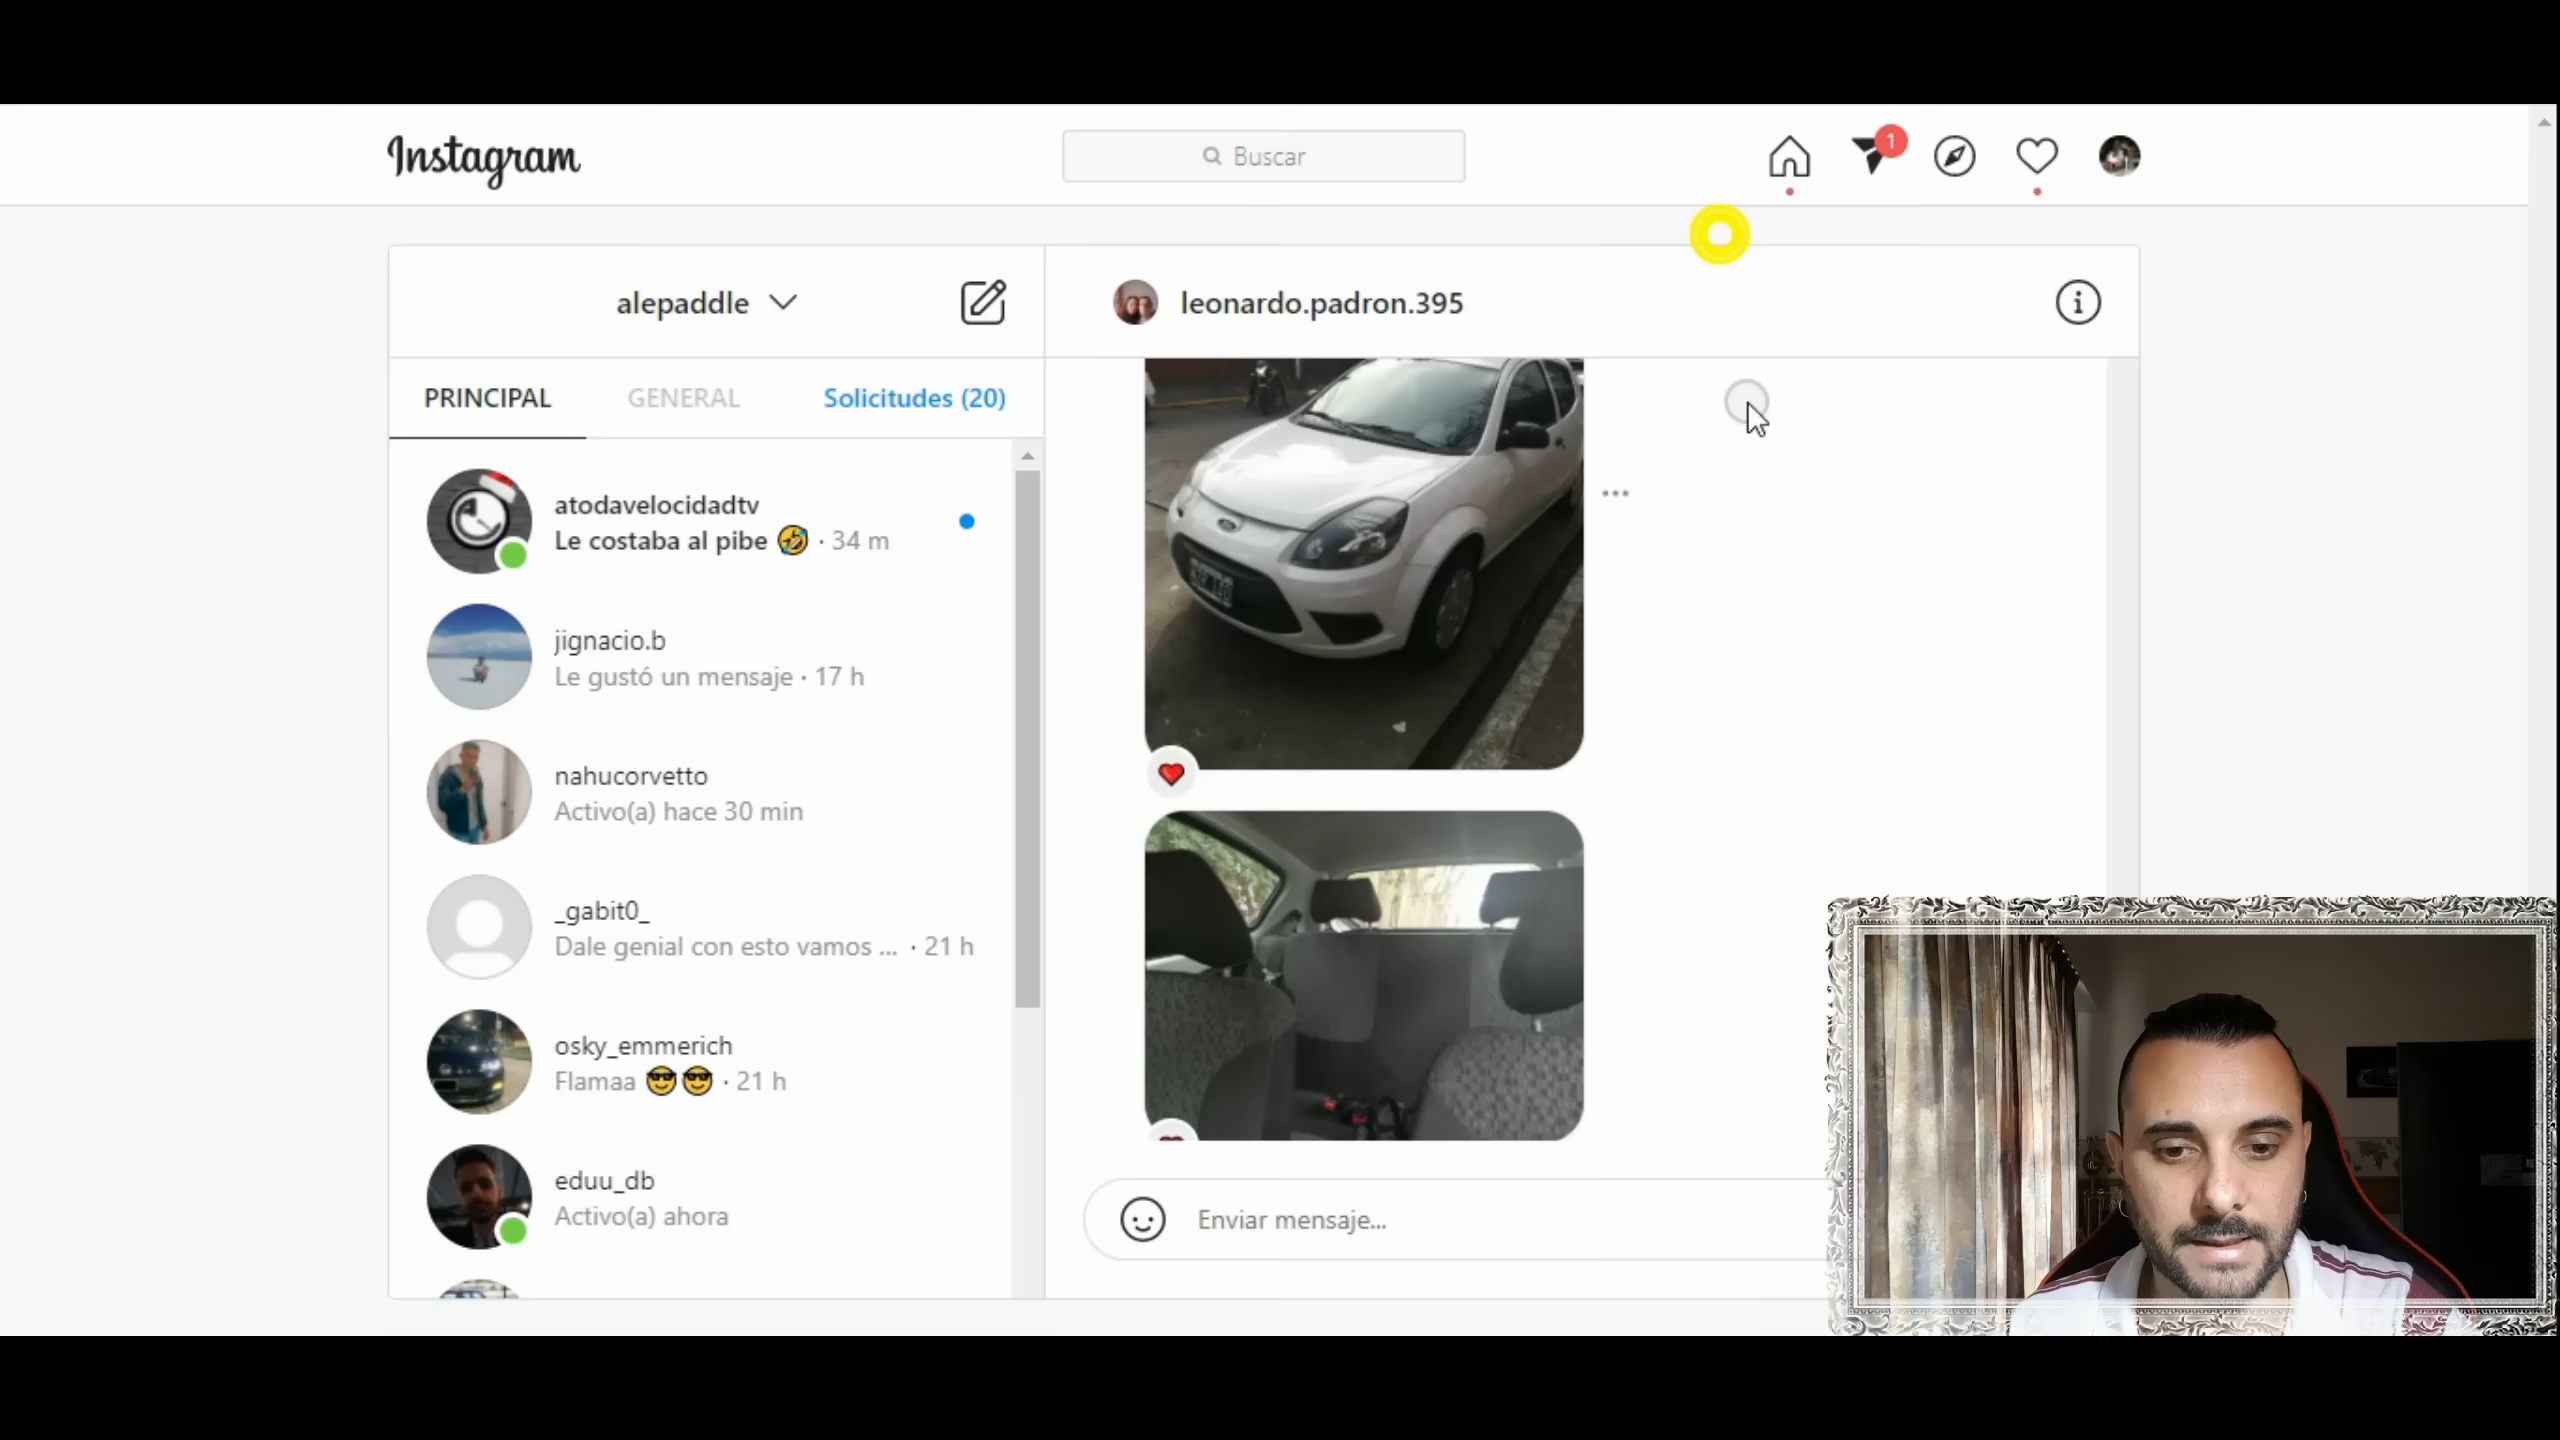 Instagram
Buscar
1
alepaddle
leonardo.padron.395
PRINCIPAL
GENERAL
Solicitudes (20)
atodavelocidadtv
Le costaba al pibe 🤣 · 34 m
jignacio.b
Le gustó un mensaje · 17 h
nahucorvetto
Activo(a) hace 30 min
_gabit0_
Dale genial con esto vamos ... · 21 h
osky_emmerich
Flamaa 😎😎 · 21 h
eduu_db
Activo(a) ahora
Enviar mensaje...